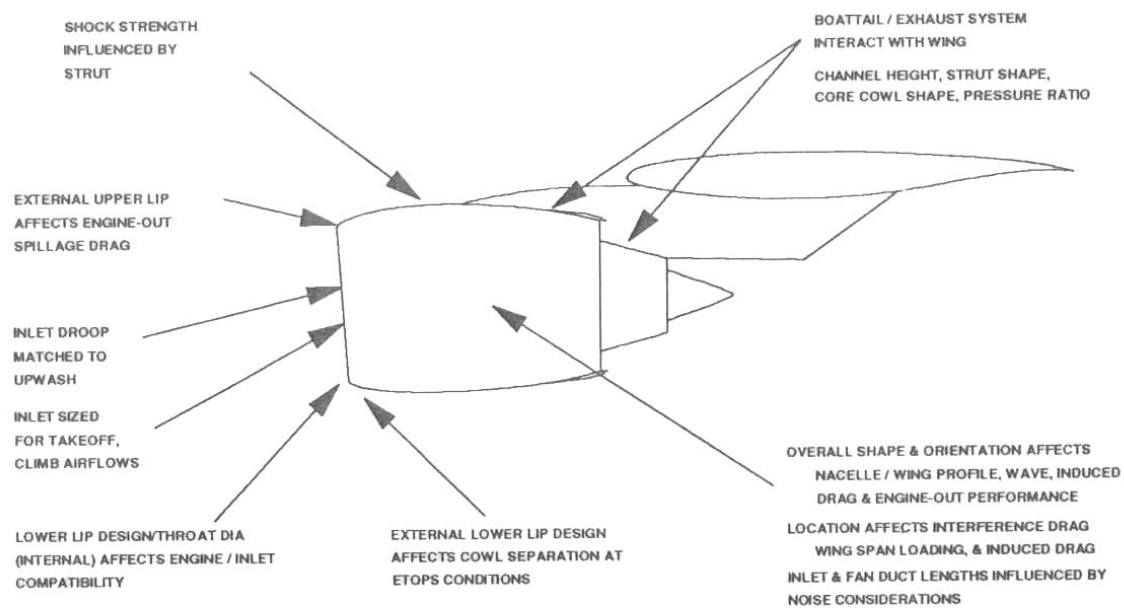 SHOCK STRENGTH
INFLUENCED BY
STRUT
BOATTAIL / EXHAUST SYSTEM
INTERACT WITH WING
CHANNEL HEIGHT, STRUT SHAPE,
CORE COWL SHAPE, PRESSURE RATIO
EXTERNAL UPPER LIP
AFFECTS ENGINE-OUT
SPILLAGE DRAG
INLET DROOP
MATCHED TO
UPWASH
INLET SIZED
FOR TAKEOFF,
CLIMB AIRFLOWS
LOWER LIP DESIGN/THROAT DIA
(INTERNAL) AFFECTS ENGINE / INLET
COMPATIBILITY
EXTERNAL LOWER LIP DESIGN
AFFECTS COWL SEPARATION AT
ETOPS CONDITIONS
OVERALL SHAPE & ORIENTATION AFFECTS
NACELLE / WING PROFILE, WAVE, INDUCED
DRAG & ENGINE-OUT PERFORMANCE
LOCATION AFFECTS INTERFERENCE DRAG
WING SPAN LOADING, & INDUCED DRAG
INLET & FAN DUCT LENGTHS INFLUENCED BY
NOISE CONSIDERATIONS